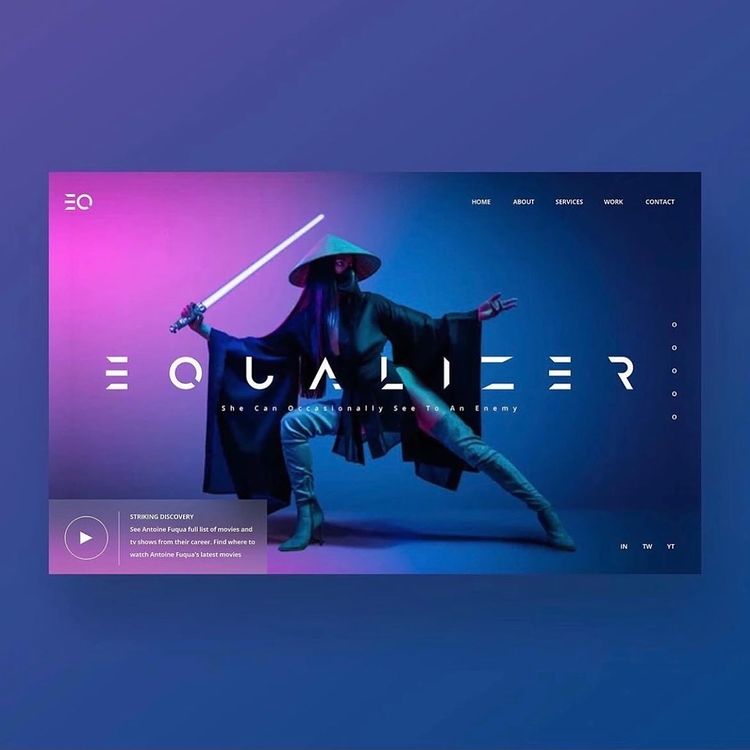 EQ
HOME ABOUT SERVICES WORK CONTACT
EQUALIZER
She Can Occasionally See To An Enemy
STRIKING DISCOVERY
See Antoine Fuqua full list of movies and
tv shows from their career. Find where to
watch Antoine Fuqua's latest movies
IN TW YT